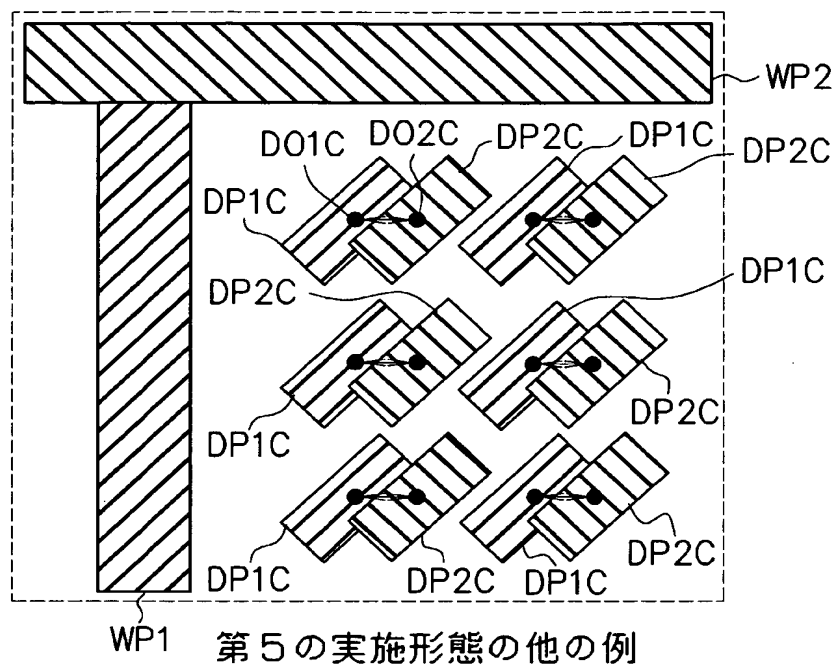 WP2
DO1C DO2C DP2C DP1C
DP2C
DP1C
DP1C
DP2C
DP2C
DP1C
DP2C
DP1C DP2C DP1C
WP1
第5の実施形態の他の例